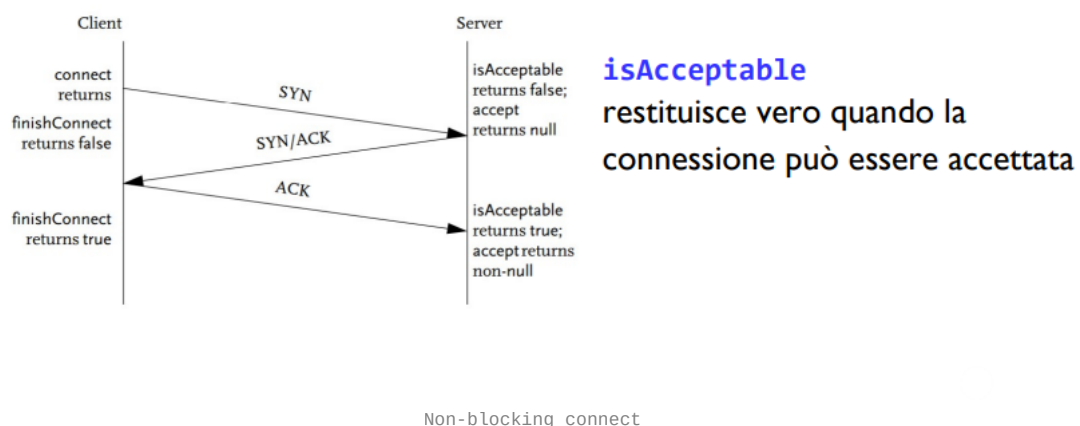 Client
Server
connect
returns
finishConnect
returns false
finishConnect
returns true
SYN
SYN/ACK
ACK
isAcceptable
returns false;
accept
returns null
isAcceptable
returns true;
accept returns
non-null
isAcceptable
restituisce vero quando la
connessione può essere accettata
Non-blocking connect